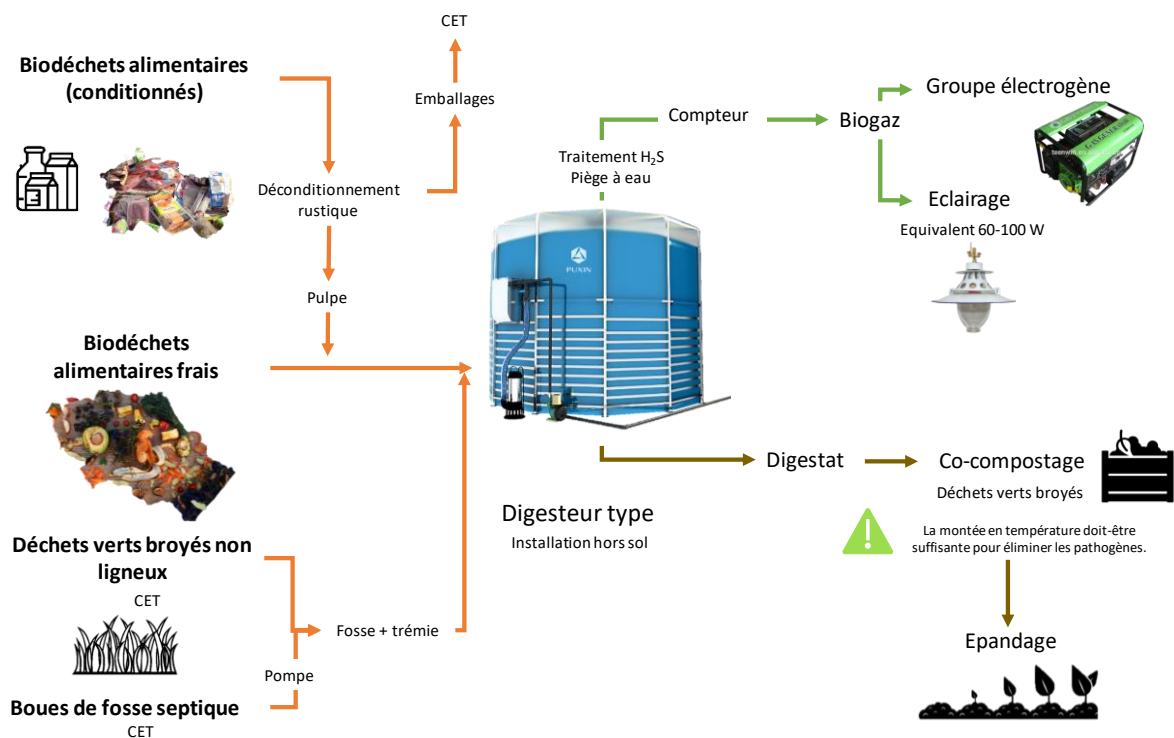 CET
Biodéchets alimentaires
(conditionnés)
Emballages
Déconditionnement
rustique
Pulpe
Biodéchets
alimentaires frais
Déchets verts broyés non
ligneux
CET
Fosse + trémie
Pompe
Boues de fosse septique
CET
Traitement H₂S
Piège à eau
Compteur
Biogaz
Groupe électrogène
Eclairage
Equivalent 60-100 W
PUXIN
Digesteur type
Installation hors sol
Digestat
Co-compostage
Déchets verts broyés
La montée en température doit-être
suffisante pour éliminer les pathogènes.
Epandage